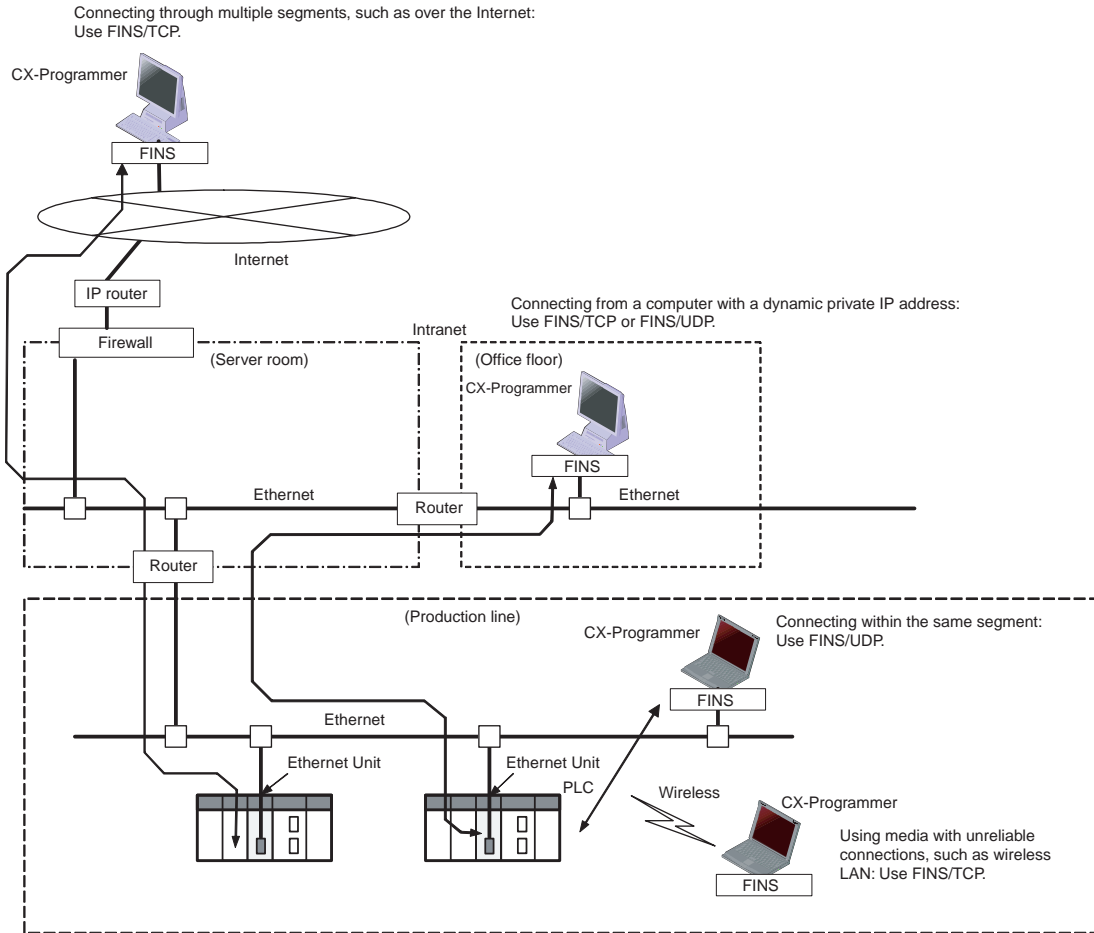 Connecting through multiple segments, such as over the Internet:
Use FINS/TCP.
CX-Programmer
FINS
Internet
IP router
Firewall
Connecting from a computer with a dynamic private IP address:
Use FINS/TCP or FINS/UDP.
Intranet
(Server room)
(Office floor)
CX-Programmer
FINS
Ethernet
Router
Ethernet
Router
(Production line)
CX-Programmer
Connecting within the same segment:
Use FINS/UDP.
FINS
Ethernet
Ethernet Unit
Ethernet Unit
PLC
Wireless
CX-Programmer
Using media with unreliable
connections, such as wireless
LAN: Use FINS/TCP.
FINS